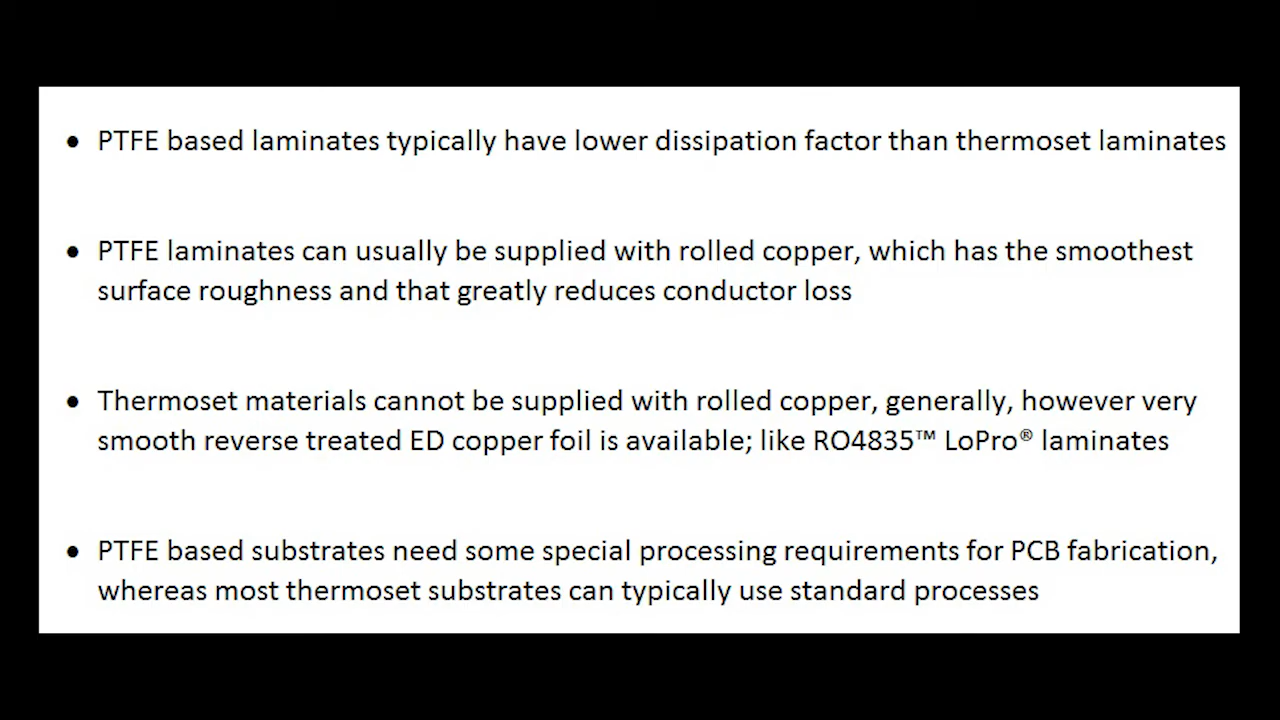 • PTFE based laminates typically have lower dissipation factor than thermoset laminates
• PTFE laminates can usually be supplied with rolled copper, which has the smoothest
surface roughness and that greatly reduces conductor loss
• Thermoset materials cannot be supplied with rolled copper, generally, however very
smooth reverse treated ED copper foil is available; like RO4835™ LoPro® laminates
• PTFE based substrates need some special processing requirements for PCB fabrication,
whereas most thermoset substrates can typically use standard processes